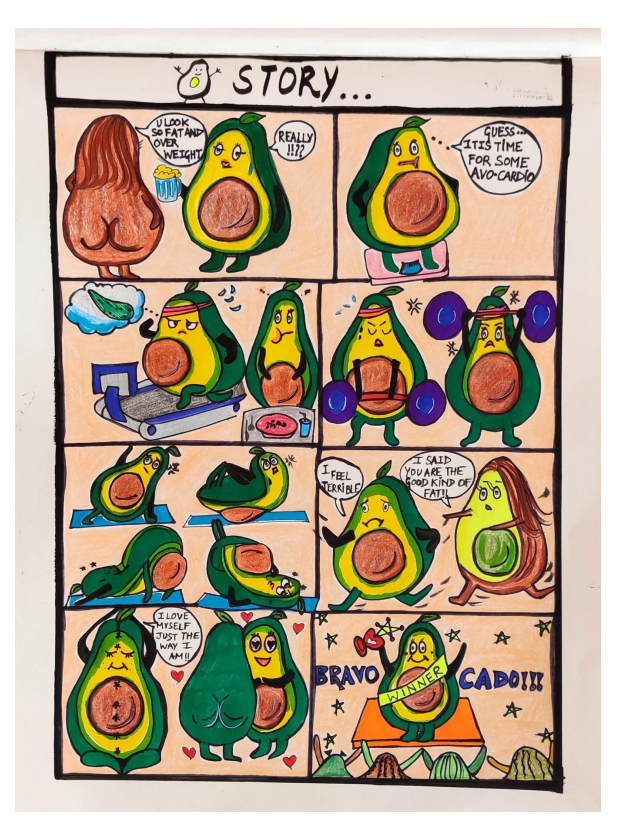 STORY...
U LOOK
SO FAT AND
OVER
WEIGHT
REALLY
!!??
GUESS...
IT IS TIME
FOR SOME
AVO-CARDIO
I FEEL
TERRIBLE
I SAID
YOU ARE THE
GOOD KIND OF
FAT!!
I LOVE
MYSELF
JUST THE
WAY I
AM!!
BRAVO CADO!!!
WINNER